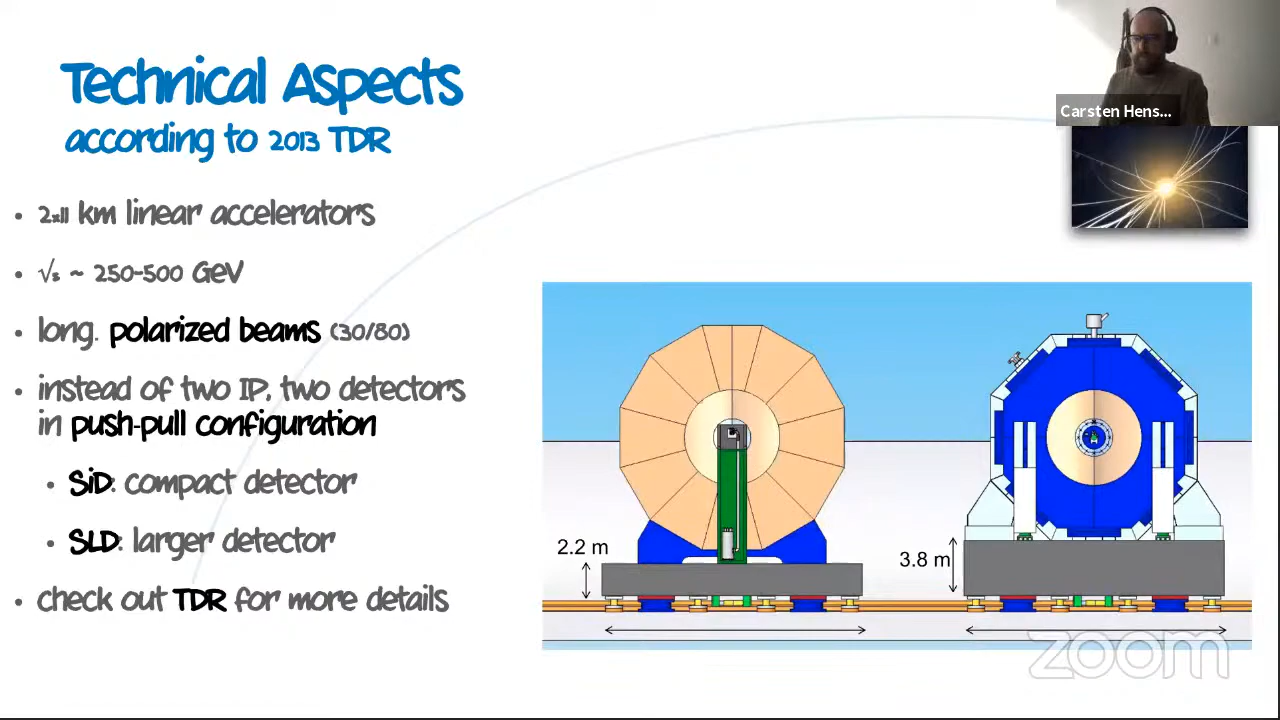 Technical Aspects
according to 2013 TDR
• 2x11 km linear accelerators
• √s ~ 250-500 GeV
• long. polarized beams (30/80)
• instead of two IP, two detectors
in push-pull configuration
• SiD: compact detector
• SLD: larger detector
• check out TDR for more details
Carsten Hens...
2.2 m
3.8 m
zoom